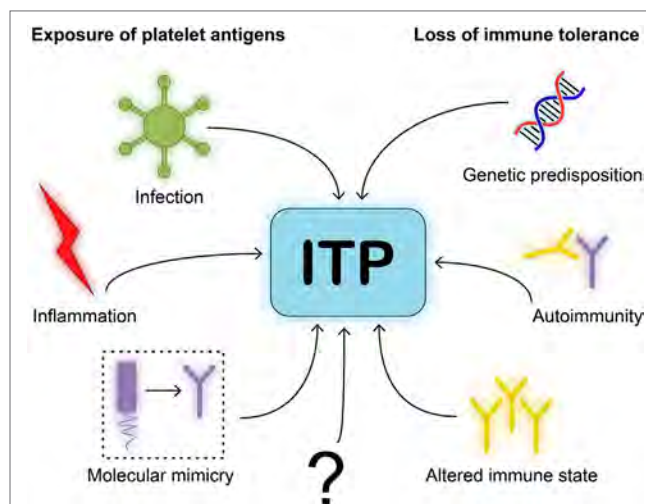 Exposure of platelet antigens
Loss of immune tolerance
Infection
Genetic predisposition
ITP
Inflammation
Autoimmunity
Molecular mimicry
?
Altered immune state